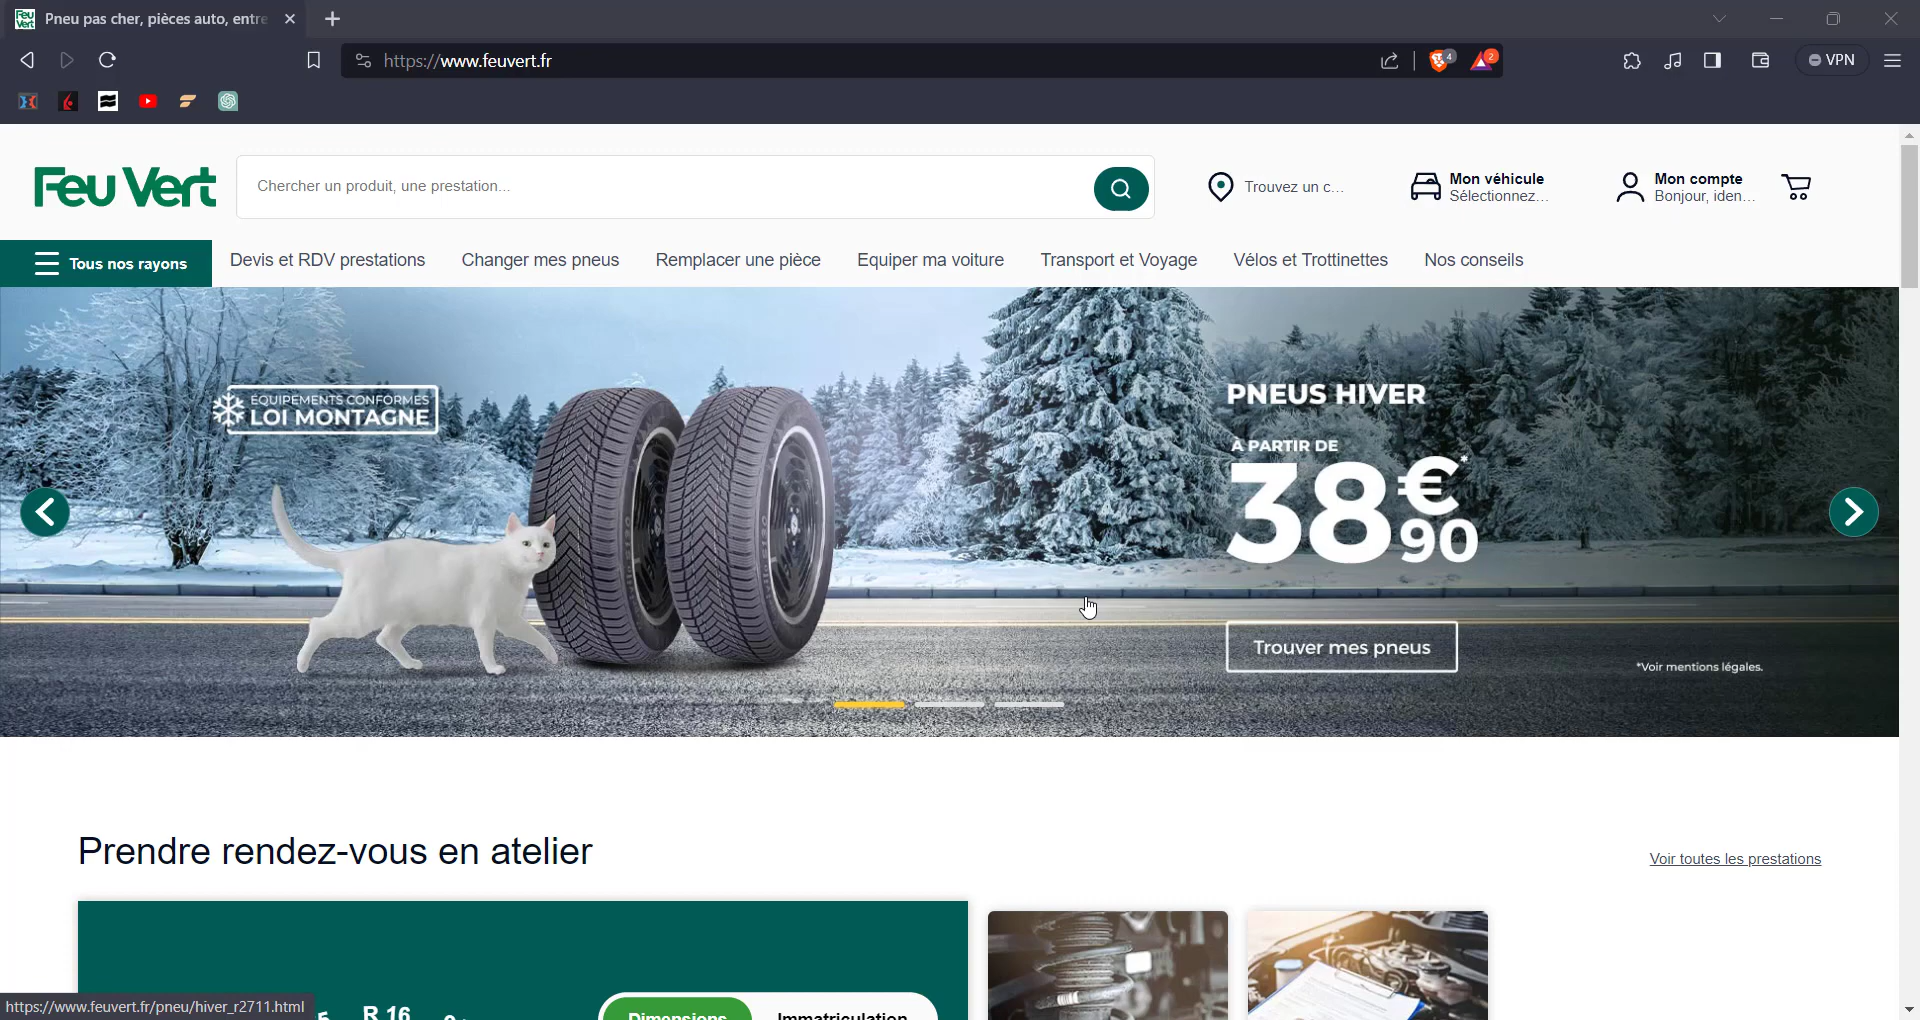 Pneu pas cher, pièces auto, entre
https://www.feuvert.fr
4
2
VPN
Feu Vert
Chercher un produit, une prestation...
Trouvez un c...
Mon véhicule
Sélectionnez...
Mon compte
Bonjour, iden...
Tous nos rayons
Devis et RDV prestations
Changer mes pneus
Remplacer une pièce
Equiper ma voiture
Transport et Voyage
Vélos et Trottinettes
Nos conseils
ÉQUIPEMENTS CONFORMES
LOI MONTAGNE
PNEUS HIVER
À PARTIR DE
38€90*
Trouver mes pneus
*Voir mentions légales.
Prendre rendez-vous en atelier
Voir toutes les prestations
R 16
Dimensions
Immatriculation
https://www.feuvert.fr/pneu/hiver_r2711.html